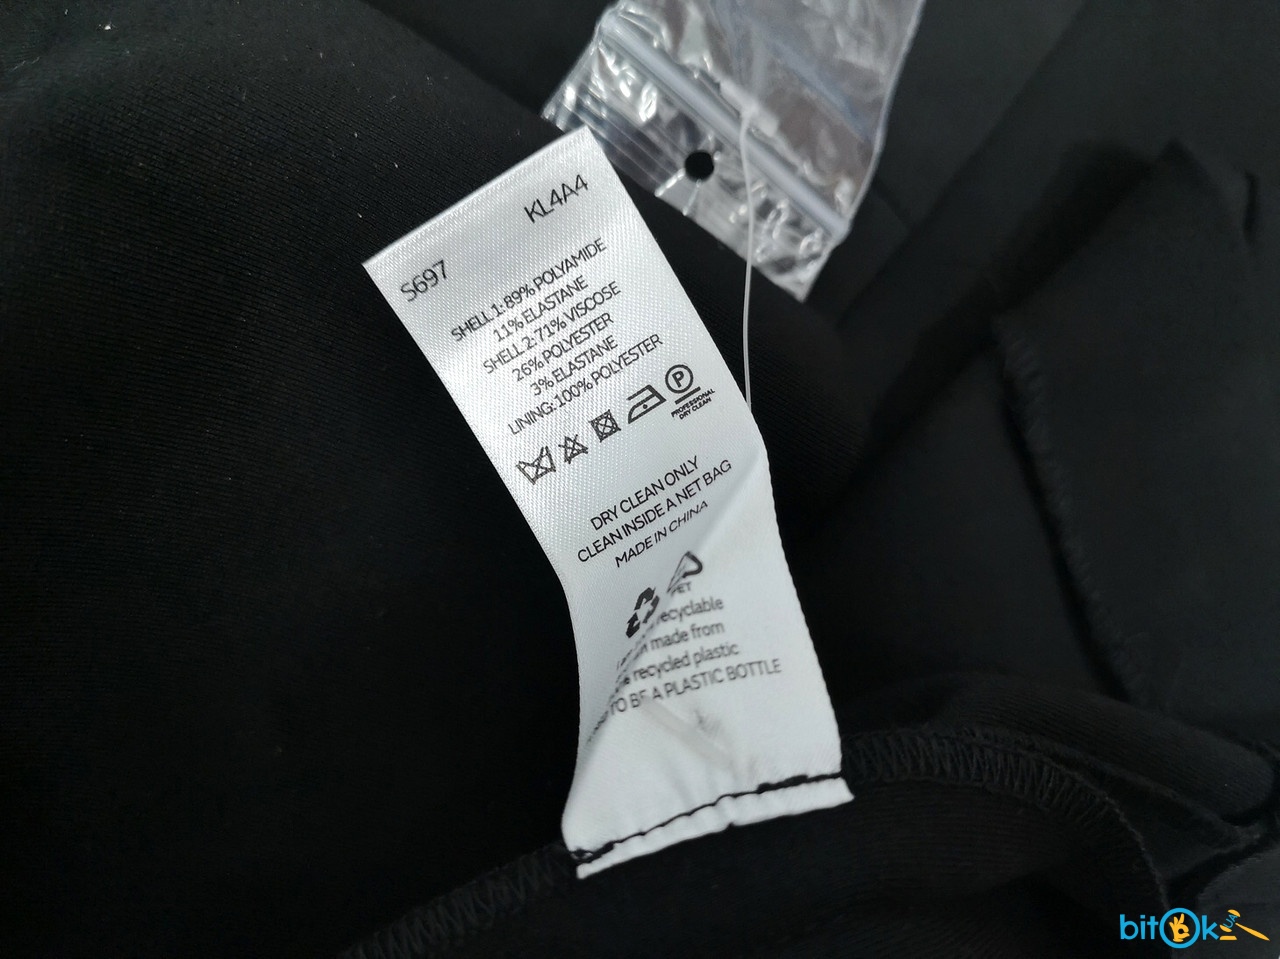 KL4A4
S697
SHELL 1: 89% POLYAMIDE
11% ELASTANE
SHELL 2: 71% VISCOSE
26% POLYESTER
3% ELASTANE
LINING: 100% POLYESTER
P
PROFESSIONAL
DRY CLEAN
DRY CLEAN ONLY
CLEAN INSIDE A NET BAG
MADE IN CHINA
PET
made from
recycled plastic
TO BE A PLASTIC BOTTLE
bitOk UA